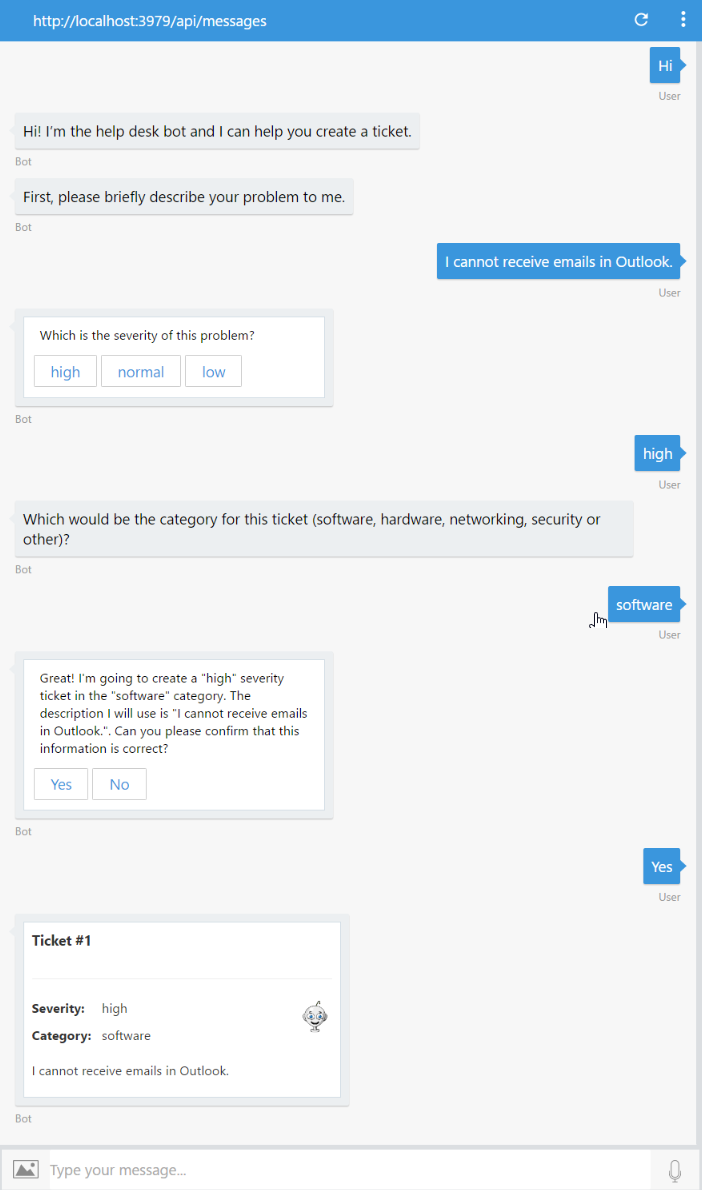 http://localhost:3979/api/messages
Hi
User
Hi! I'm the help desk bot and I can help you create a ticket.
Bot
First, please briefly describe your problem to me.
Bot
I cannot receive emails in Outlook.
User
Which is the severity of this problem?
high normal low
Bot
high
User
Which would be the category for this ticket (software, hardware, networking, security or
other)?
Bot
software
User
Great! I'm going to create a "high" severity
ticket in the "software" category. The
description I will use is "I cannot receive emails
in Outlook.". Can you please confirm that this
information is correct?
Yes No
Bot
Yes
User
Ticket #1
Severity: high
Category: software
I cannot receive emails in Outlook.
Bot
Type your message...